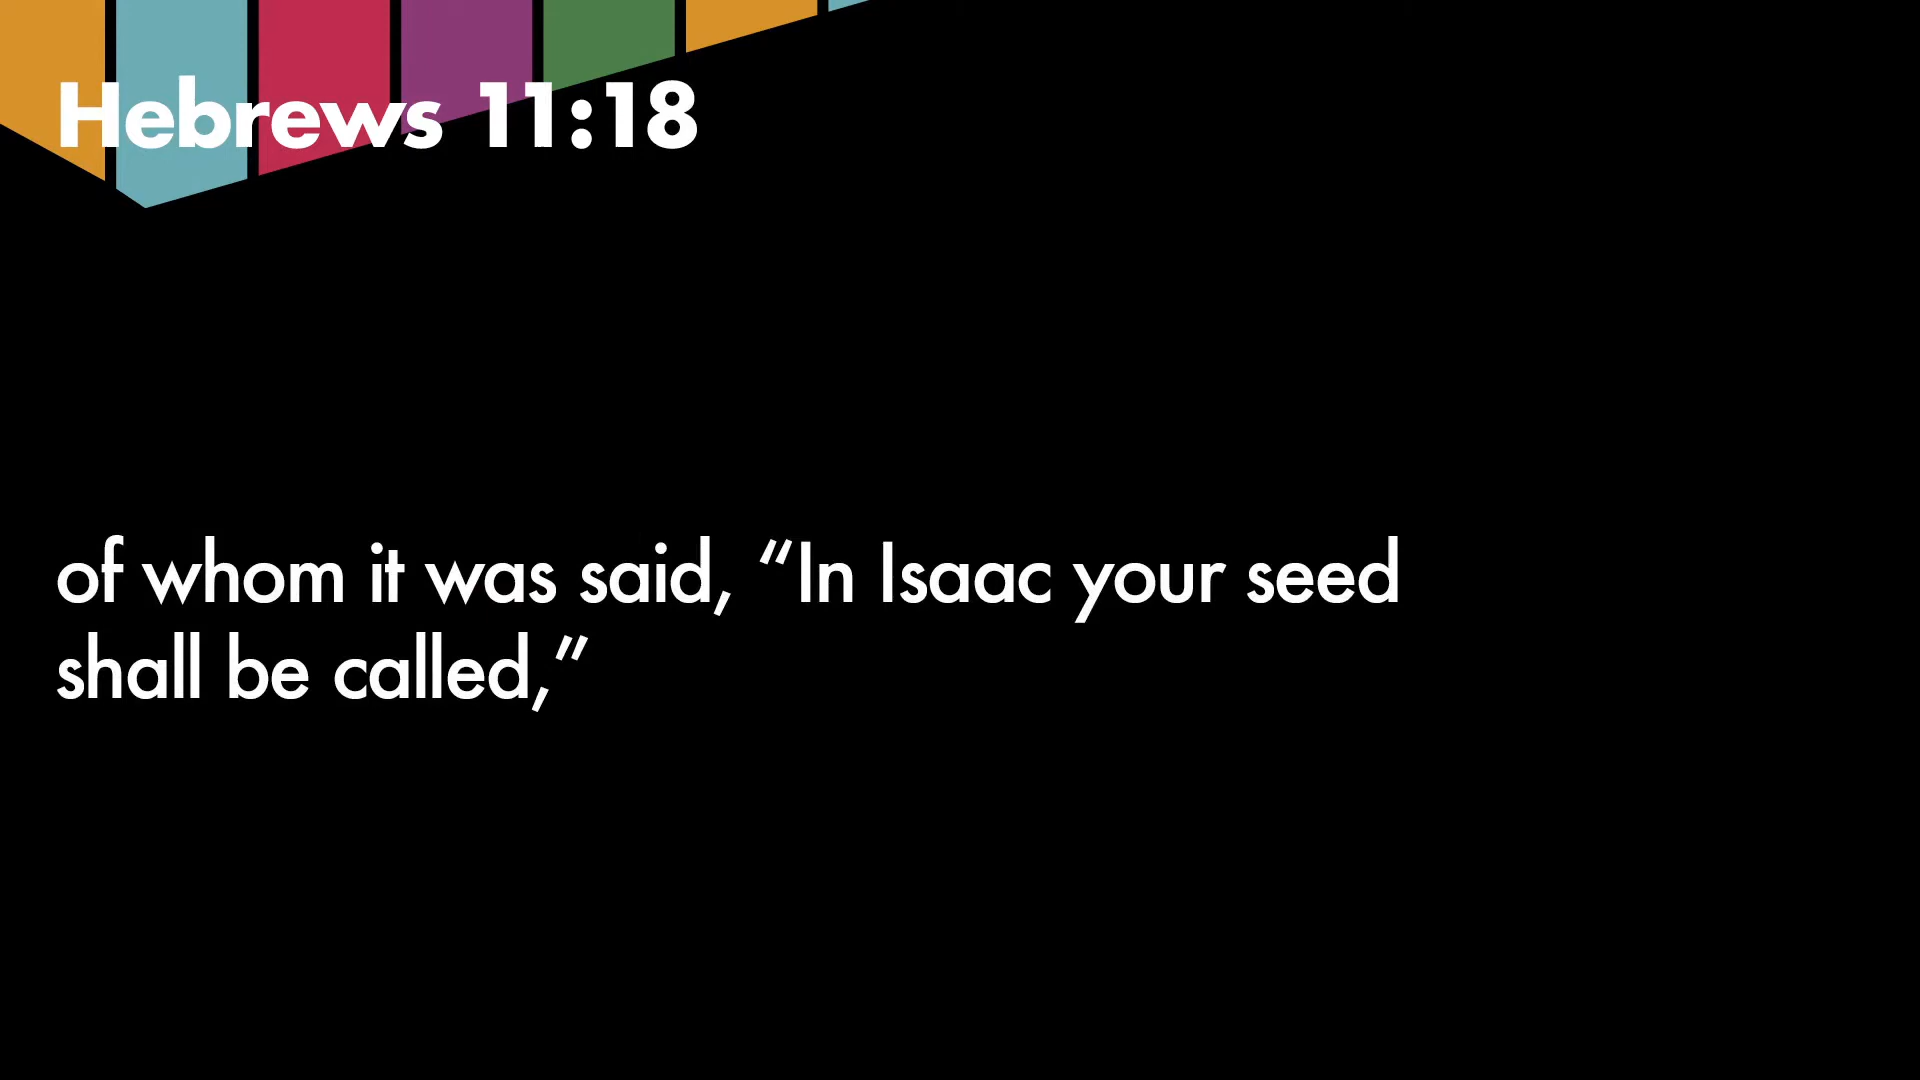 Hebrews 11:18
of whom it was said, “In Isaac your seed
shall be called,”